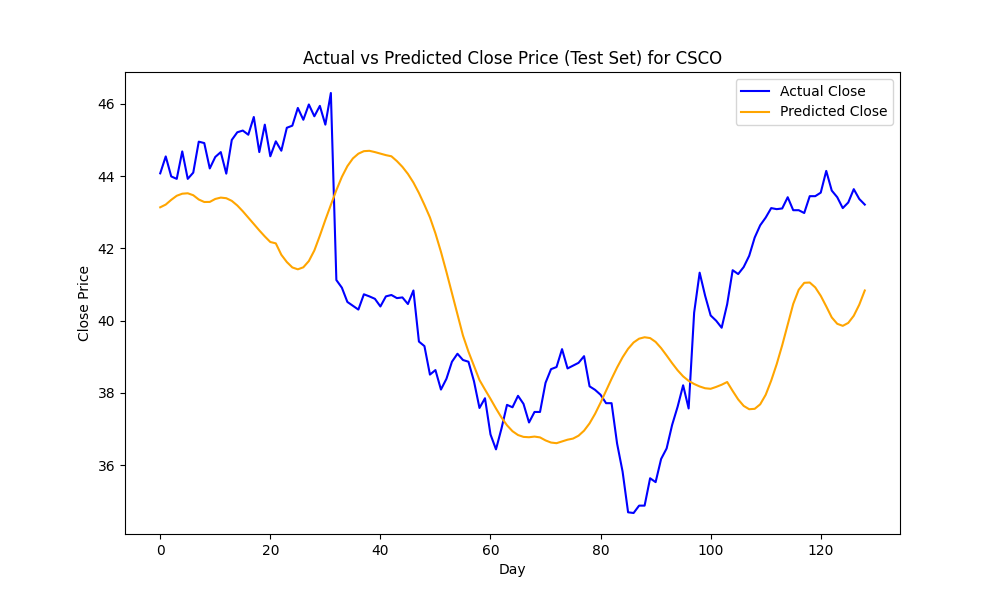 Actual vs Predicted Close Price (Test Set) for CSCO
Actual Close
Predicted Close
46
44
42
40
38
36
Close Price
0 20 40 60 80 100 120
Day